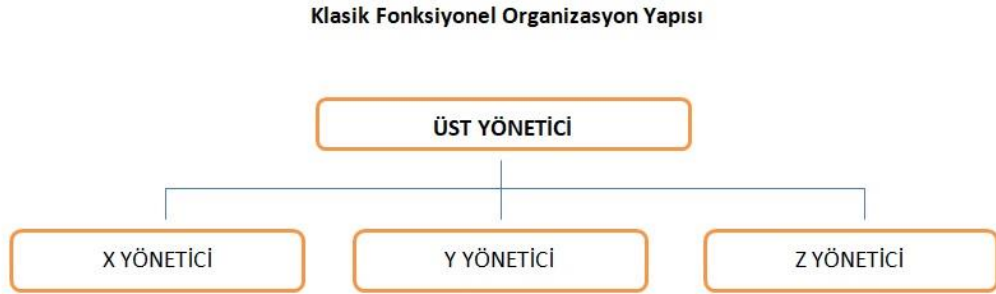 Klasik Fonksiyonel Organizasyon Yapısı
ÜST YÖNETİCİ
X YÖNETİCİ
Y YÖNETİCİ
Z YÖNETİCİ